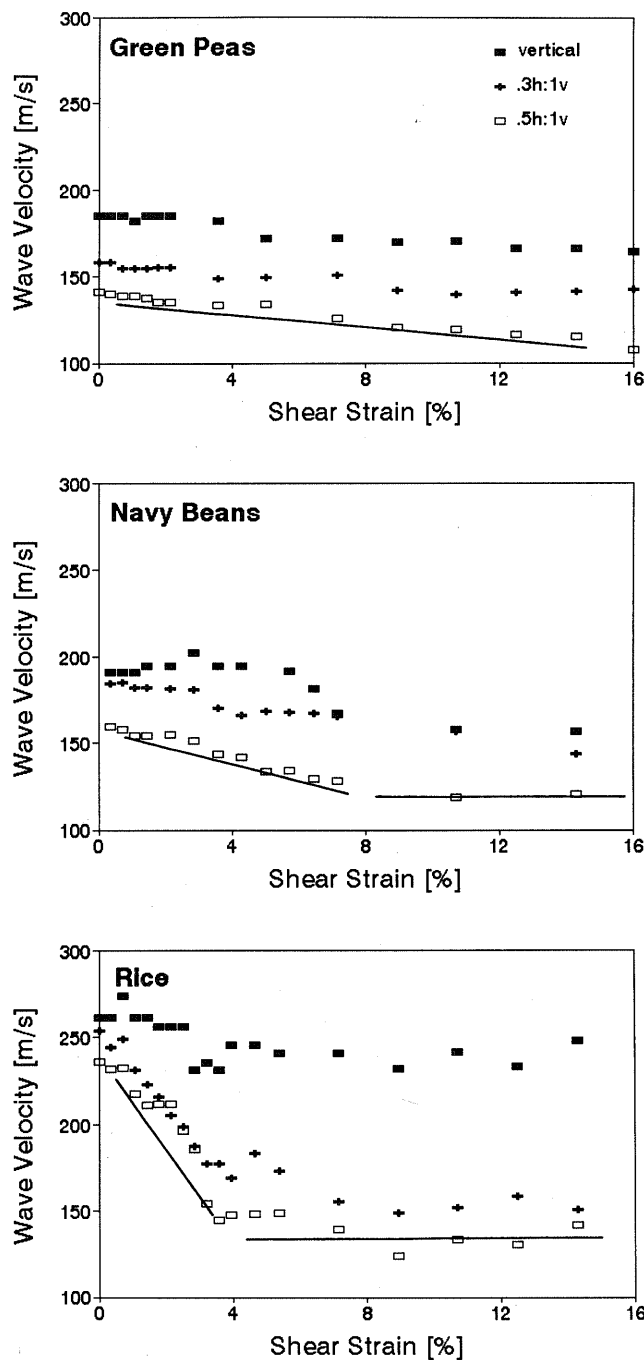 300
Green Peas
vertical
.3h:1v
.5h:1v
250
200
150
100
0
4
8
12
16
Wave Velocity [m/s]
Shear Strain [%]
300
Navy Beans
250
200
150
100
0
4
8
12
16
Wave Velocity [m/s]
Shear Strain [%]
300
Rice
250
200
150
100
0
4
8
12
16
Wave Velocity [m/s]
Shear Strain [%]